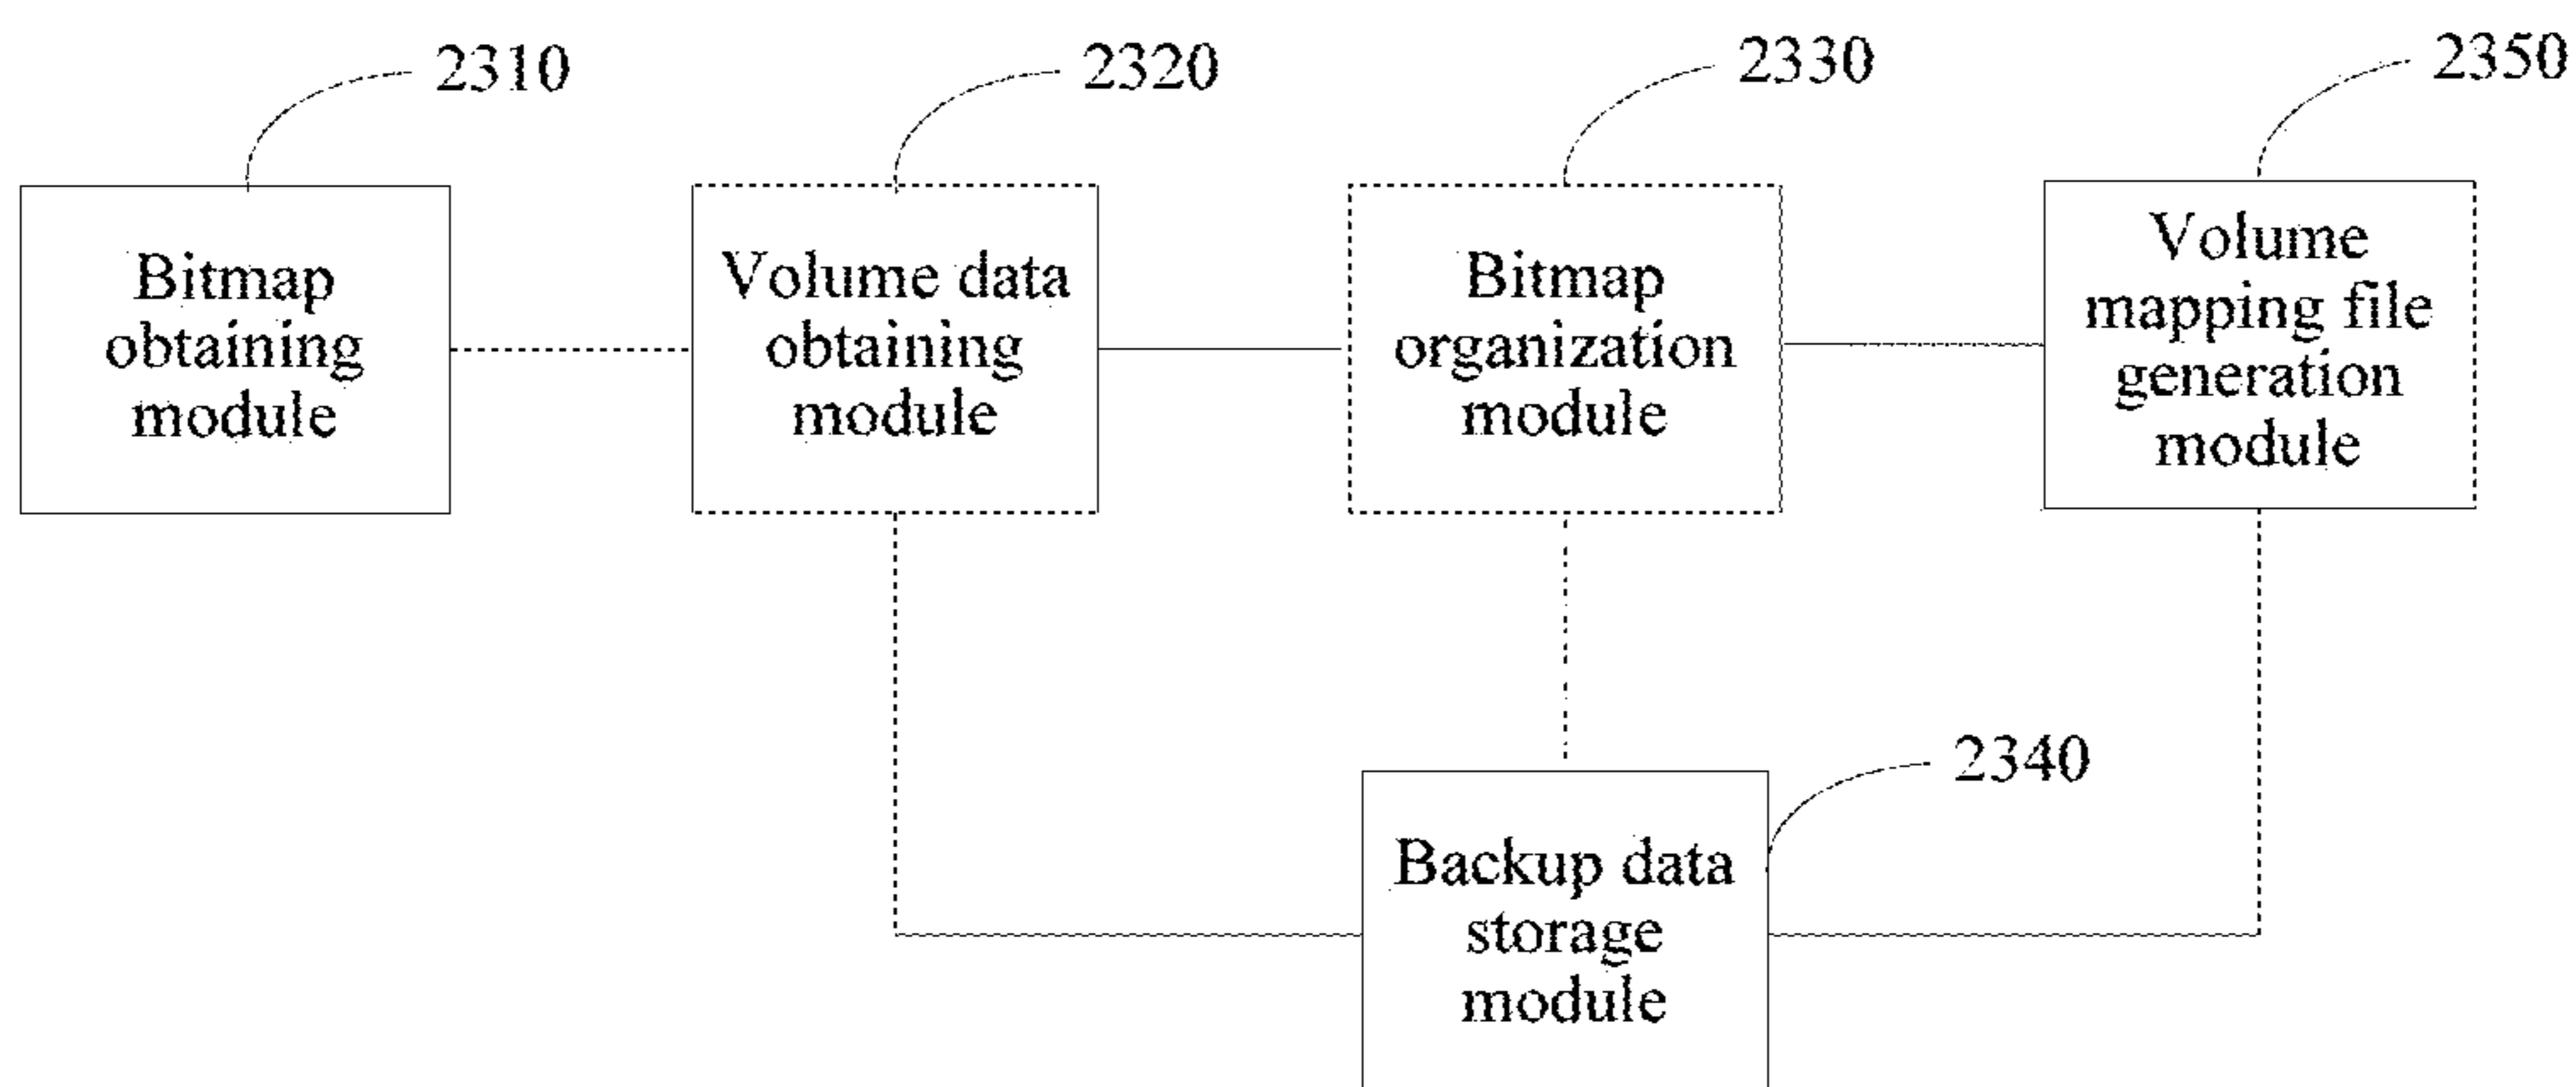 2310
2320
2330
2350
Bitmap
obtaining
module
Volume data
obtaining
module
Bitmap
organization
module
Volume
mapping file
generation
module
2340
Backup data
storage
module